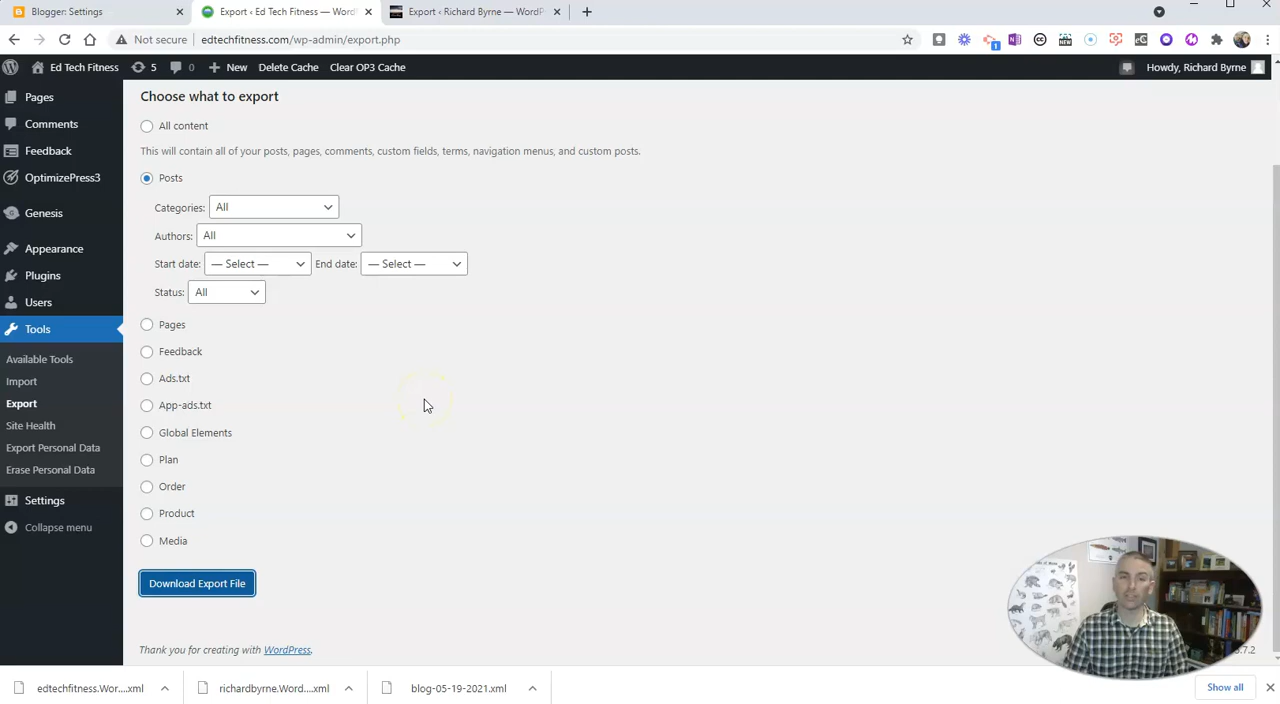 Blogger: Settings
Export ‹ Ed Tech Fitness — Word
Export ‹ Richard Byrne — WordP
Not secure
edtechfitness.com/wp-admin/export.php
Ed Tech Fitness
5
0
New
Delete Cache
Clear OP3 Cache
Howdy, Richard Byrne
Pages
Comments
Feedback
OptimizePress3
Genesis
Appearance
Plugins
Users
Tools
Available Tools
Import
Export
Site Health
Export Personal Data
Erase Personal Data
Settings
Collapse menu
Choose what to export
All content
This will contain all of your posts, pages, comments, custom fields, terms, navigation menus, and custom posts.
Posts
Categories: All
Authors: All
Start date: — Select — End date: — Select —
Status: All
Pages
Feedback
Ads.txt
App-ads.txt
Global Elements
Plan
Order
Product
Media
Download Export File
Thank you for creating with WordPress.
edtechfitness.Wor....xml
richardbyrne.Word....xml
blog-05-19-2021.xml
Show all